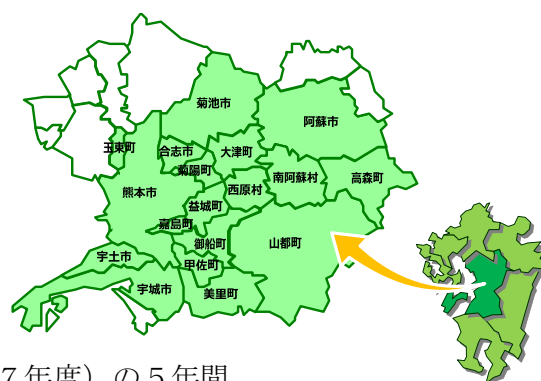 菊池市
阿蘇市
玉東町
合志市
大津町
菊陽町
南阿蘇村
高森町
熊本市
西原村
益城町
嘉島町
御船町
山都町
宇土市
甲佐町
宇城市
美里町
７年度）の５年間